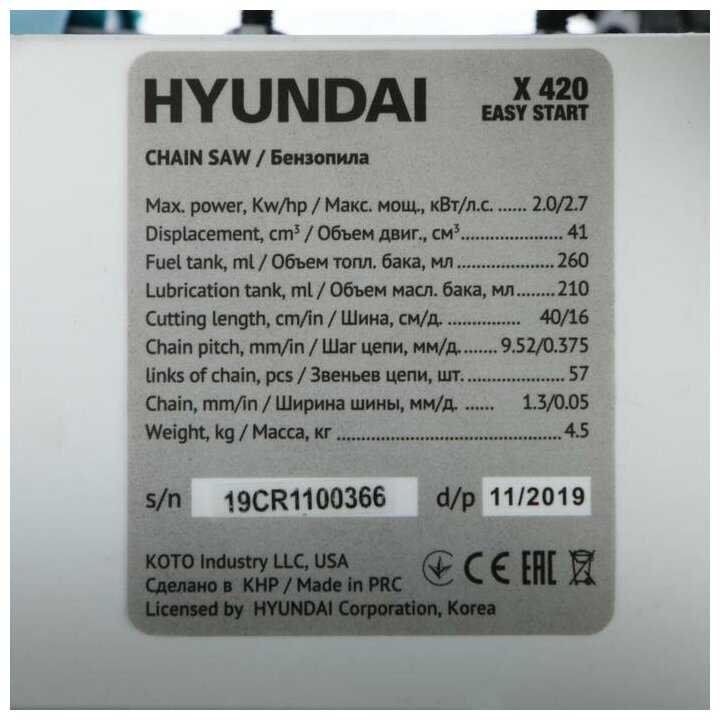 HYUNDAI
X 420
EASY START
CHAIN SAW / Бензопила
Max. power, Kw/hp / Макс. мощ., кВт/л.с. ...... 2.0/2.7
Displacement, cm³ / Объем двиг., см³.................... 41
Fuel tank, ml / Объем топл. бака, мл ................... 260
Lubrication tank, ml / Объем масл. бака, мл....... 210
Cutting length, cm/in / Шина, см/д. ............. 40/16
Chain pitch, mm/in / Шаг цепи, мм/д....... 9.52/0.375
links of chain, pcs / Звеньев цепи, шт. .................. 57
Chain, mm/in / Ширина шины, мм/д. ...... 1.3/0.05
Weight, kg / Масса, кг ........................................ 4.5
s/n 19CR1100366 d/p 11/2019
KOTO Industry LLC, USA
Сделано в КНР / Made in PRC
Licensed by HYUNDAI Corporation, Korea
CE EAC